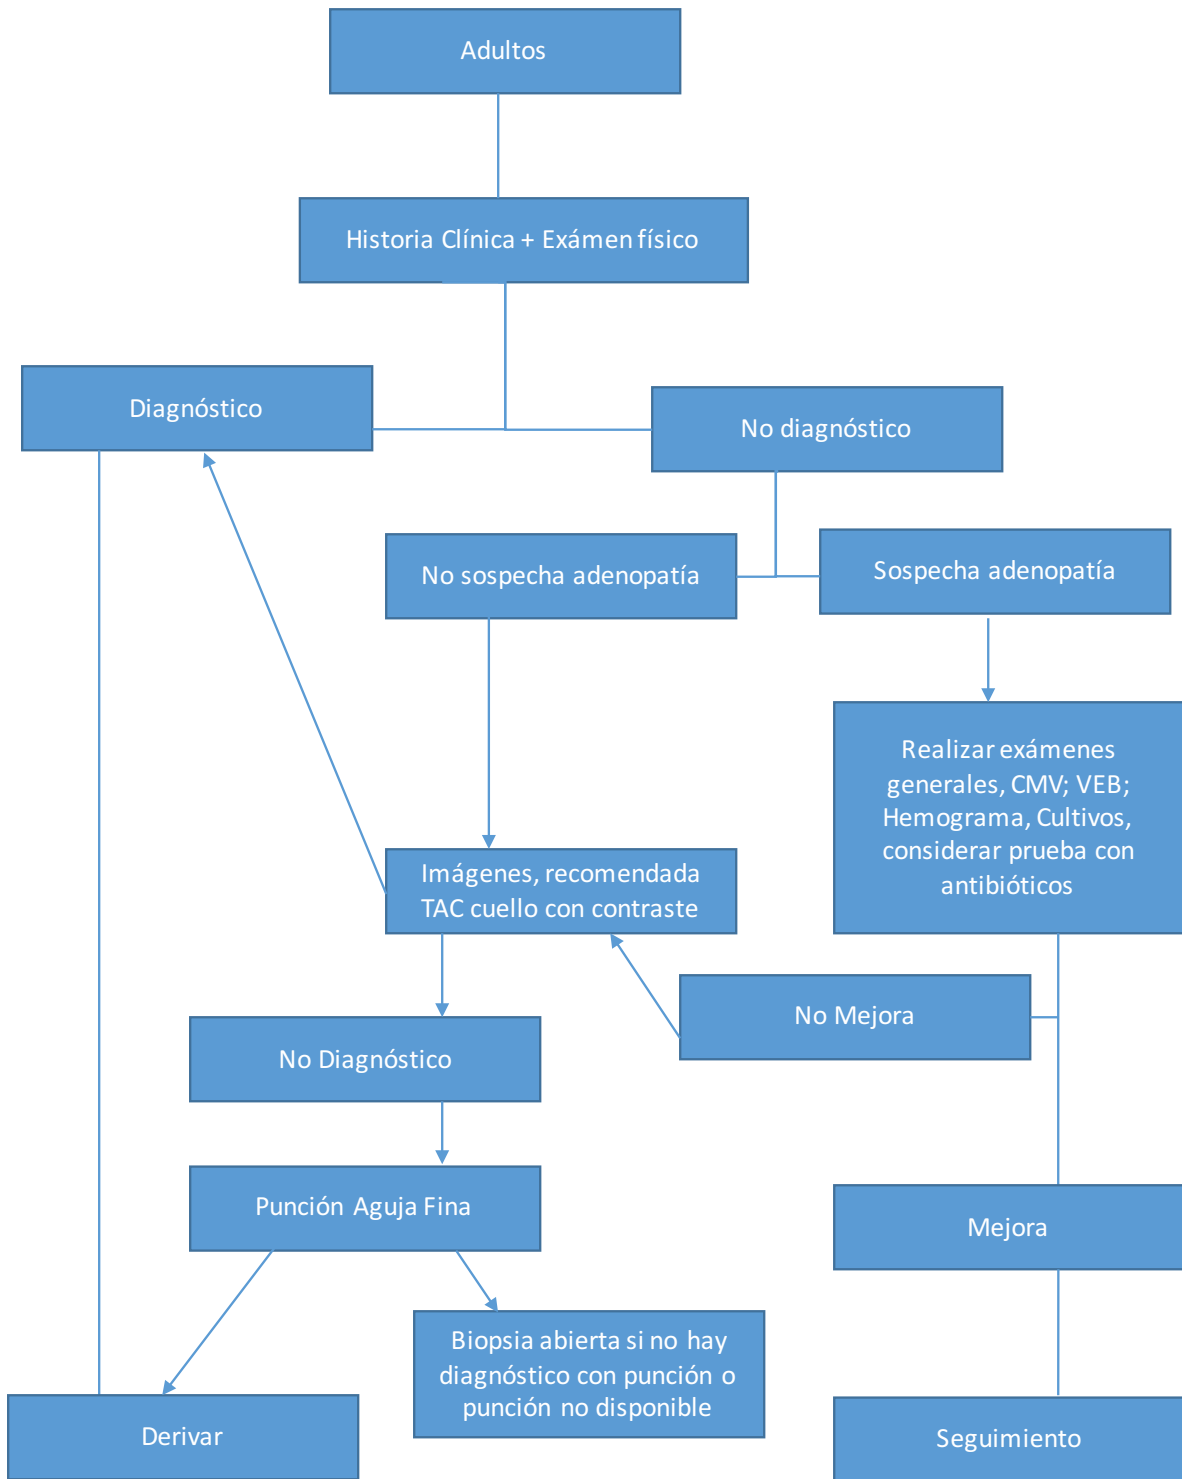 Adultos
Historia Clínica + Exámen físico
Diagnóstico
No diagnóstico
No sospecha adenopatía
Sospecha adenopatía
Realizar exámenes
generales, CMV; VEB;
Hemograma, Cultivos,
considerar prueba con
antibióticos
Imágenes, recomendada
TAC cuello con contraste
No Mejora
No Diagnóstico
Punción Aguja Fina
Mejora
Biopsia abierta si no hay
diagnóstico con punción o
punción no disponible
Derivar
Seguimiento